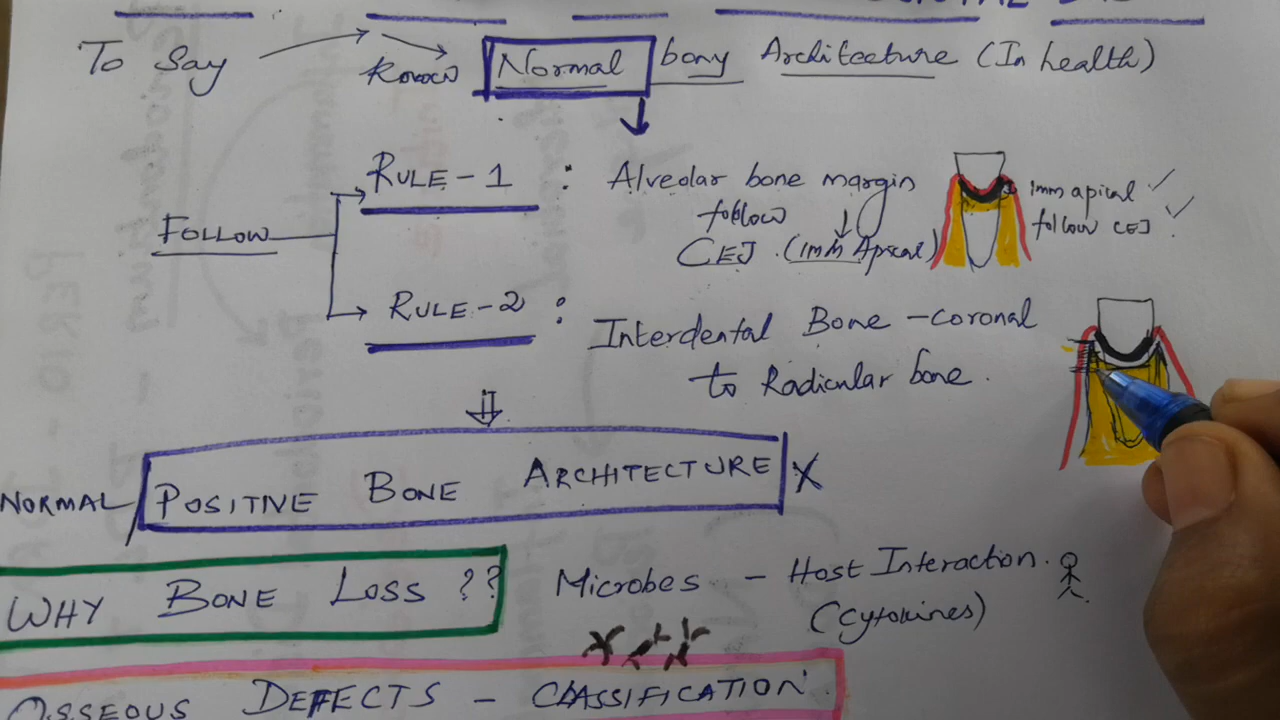 To Say Known Normal bony Architecture (In health)
RULE-1 : Alveolar bone margin
follow
CEJ. (1mm Apical)
1mm apical ✓
follow CEJ ✓
FOLLOW
RULE-2 : Interdental Bone -coronal
to Radicular bone.
NORMAL/ POSITIVE BONE ARCHITECTURE X
WHY BONE LOSS ?? Microbes - Host Interaction.
(Cytokines)
OSSEOUS DEFECTS - CLASSIFICATION.